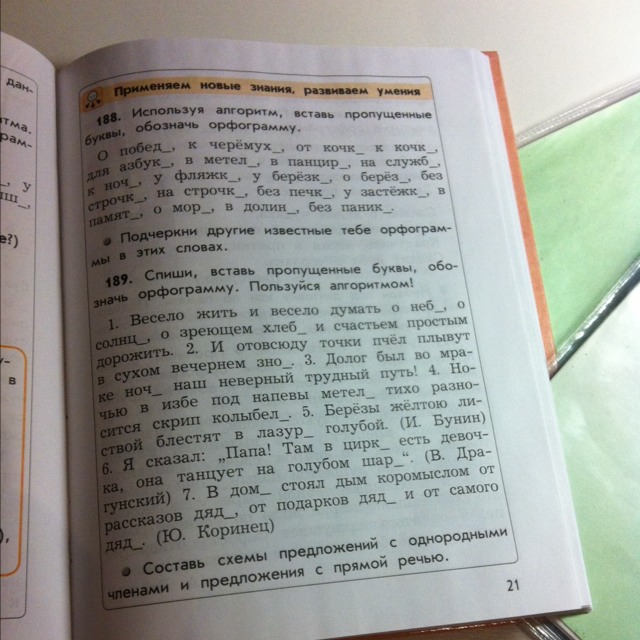 дан-
тма.
рам-
_, у
нц_,
е?)
у-
в
),
Применяем новые знания, развиваем умения
188. Используя алгоритм, вставь пропущенные
буквы, обозначь орфограмму.
О побед_, к черёмух_, от кочк_ к кочк_,
для азбук_, в метел_, в панцир_, на служб_,
к ноч_, у фляжк_, у берёзк_, о берёз_, без
строчк_, на строчк_, без печк_, у застёжк_, в
памят_, о мор_, в долин_, без паник_.
Подчеркни другие известные тебе орфограм-
мы в этих словах.
189. Спиши, вставь пропущенные буквы, обо-
значь орфограмму. Пользуйся алгоритмом!
1. Весело жить и весело думать о неб_, о
солнц_, о зреющем хлеб_ и счастьем простым
дорожить. 2. И отовсюду точки пчёл плывут
в сухом вечернем зно_. 3. Долог был во мра-
ке ноч_ наш неверный трудный путь! 4. Но-
чью в избе под напевы метел_ тихо разно-
сится скрип колыбел_. 5. Берёзы жёлтою ли-
ствой блестят в лазур_ голубой. (И. Бунин)
6. Я сказал: „Папа! Там в цирк_ есть девоч-
ка, она танцует на голубом шар_“. (В. Дра-
гунский) 7. В дом_ стоял дым коромыслом от
рассказов дяд_, от подарков дяд_ и от самого
дяд_. (Ю. Коринец)
Составь схемы предложений с однородными
членами и предложения с прямой речью.
21